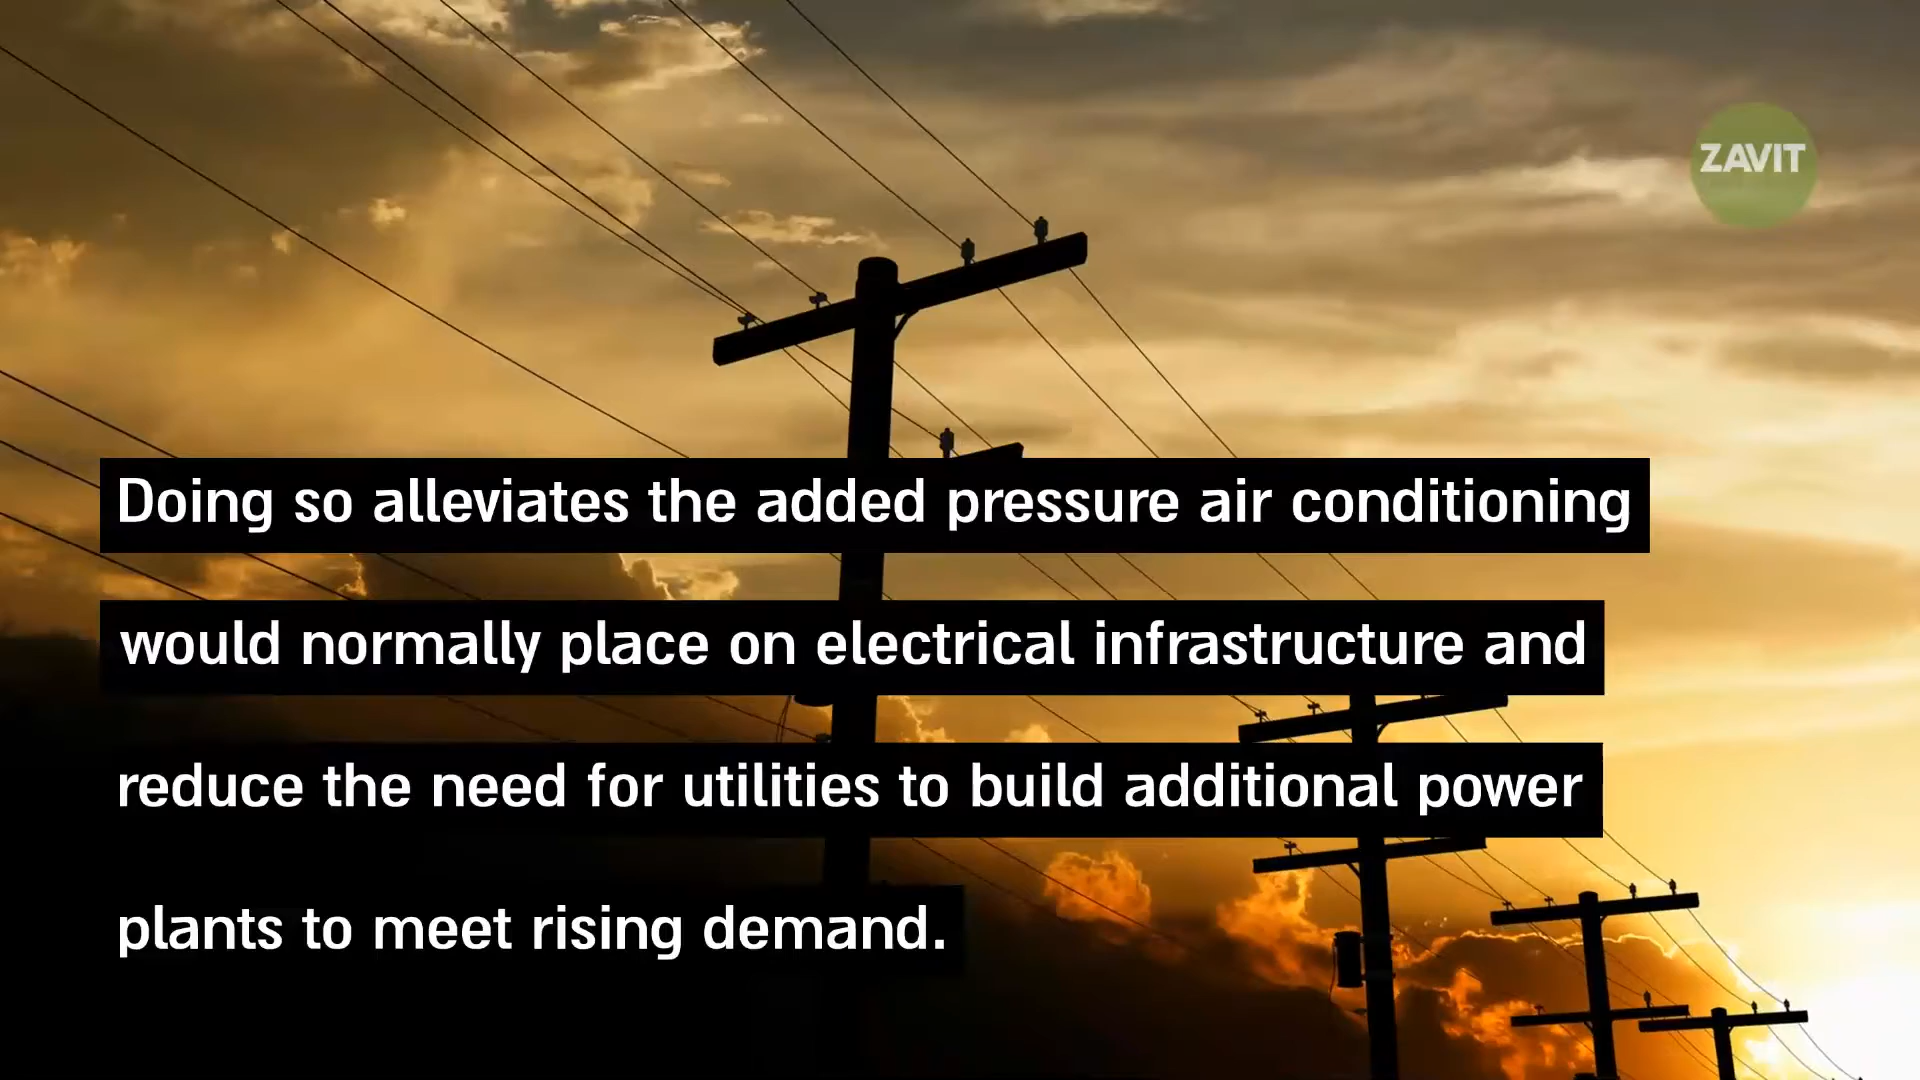 ZAVIT
Doing so alleviates the added pressure air conditioning
would normally place on electrical infrastructure and
reduce the need for utilities to build additional power
plants to meet rising demand.